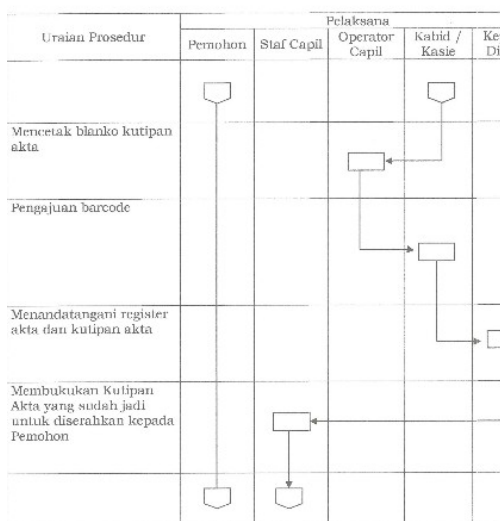 Uraian Prosedur
Pelaksana
Pemohon
Staf Capil
Operator
Capil
Kabid /
Kasie
Mencetak blanko kutipan
akta
Pengajuan barcode
Menandatangani register
akta dan kutipan akta
Membukukan Kutipan
Akta yang sudah jadi
untuk diserahkan kepada
Pemohon